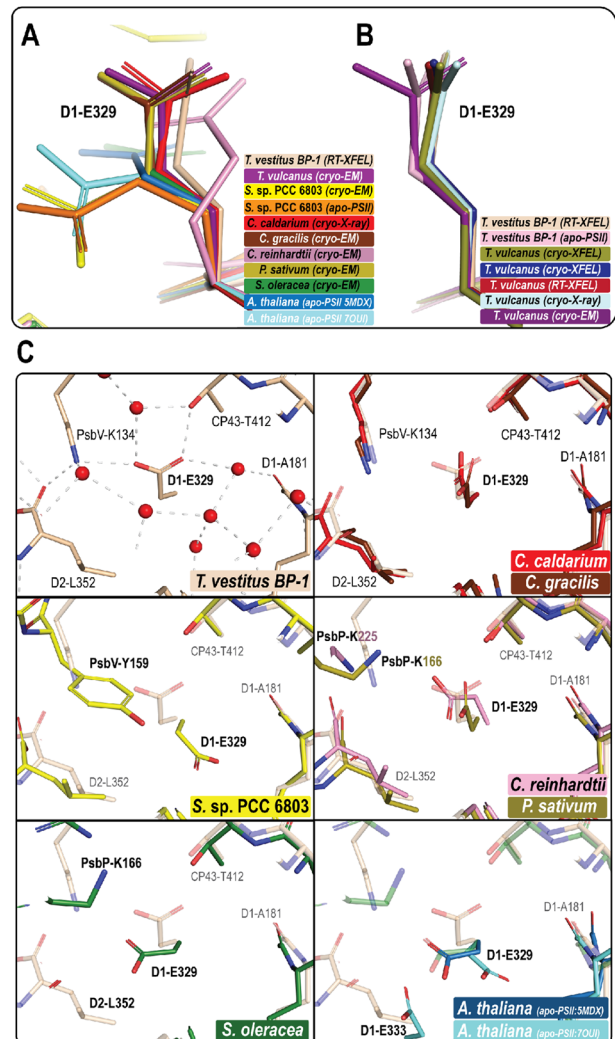 A
B
D1-E329
D1-E329
T. vestitus BP-1 (RT-XFEL)
T. vulcanus (cryo-EM)
S. sp. PCC 6803 (cryo-EM)
S. sp. PCC 6803 (apo-PSII)
C. caldarium (cryo-X-ray)
C. gracilis (cryo-EM)
C. reinhardtii (cryo-EM)
P. sativum (cryo-EM)
S. oleracea (cryo-EM)
A. thaliana (apo-PSII 5MDX)
A. thaliana (apo-PSII 7OUI)
T. vestitus BP-1 (RT-XFEL)
T. vestitus BP-1 (apo-PSII)
T. vulcanus (cryo-XFEL)
T. vulcanus (cryo-XFEL)
T. vulcanus (RT-XFEL)
T. vulcanus (cryo-X-ray)
T. vulcanus (cryo-EM)
C
PsbV-K134
CP43-T412
D1-A181
D1-E329
D2-L352
T. vestitus BP-1
PsbV-K134
CP43-T412
D1-A181
D1-E329
D2-L352
C. caldarium
C. gracilis
PsbV-Y159
CP43-T412
D1-A181
D1-E329
D2-L352
S. sp. PCC 6803
PsbP-K225
PsbP-K166
CP43-T412
D1-A181
D1-E329
D2-L352
C. reinhardtii
P. sativum
PsbP-K166
CP43-T412
D1-A181
D1-E329
D2-L352
S. oleracea
D1-A181
D1-E329
D1-E333
A. thaliana (apo-PSII:5MDX)
A. thaliana (apo-PSII:7OUI)